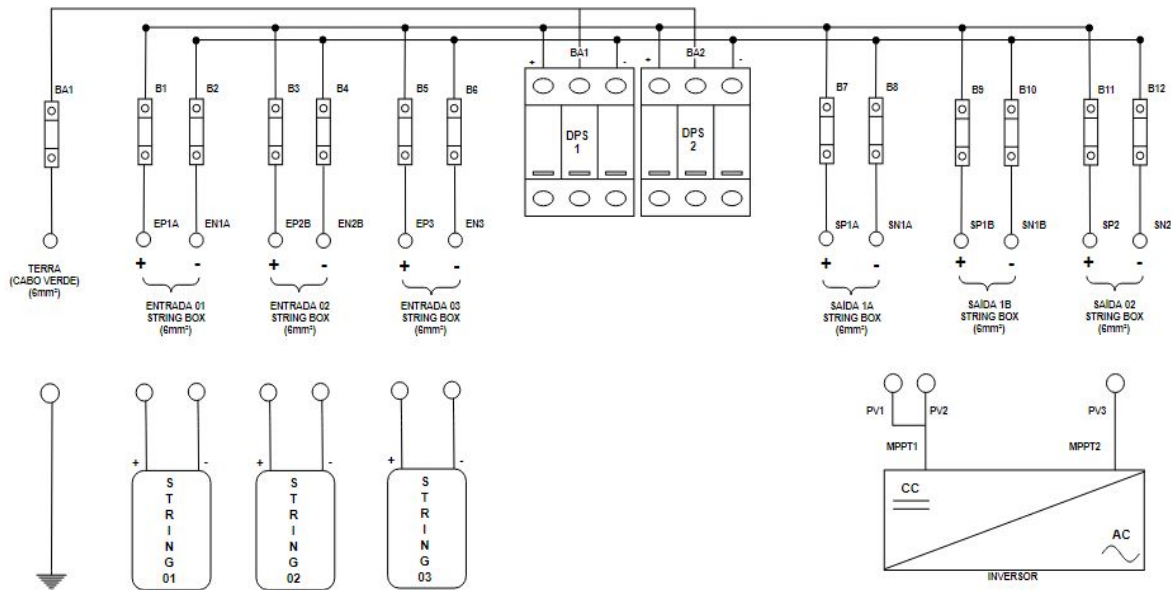 BA1
B1
B2
B3
B4
B5
B6
+
BA1
-
+
BA2
-
B7
B8
B9
B10
B11
B12
DPS
1
DPS
2
EP1A
EN1A
EP2B
EN2B
EP3
EN3
SP1A
SN1A
SP1B
SN1B
SP2
SN2
+ -
+ -
+ -
+ -
+ -
+ -
TERRA
(CABO VERDE)
(6mm²)
ENTRADA 01
STRING BOX
(6mm²)
ENTRADA 02
STRING BOX
(6mm²)
ENTRADA 03
STRING BOX
(6mm²)
SAÍDA 1A
STRING BOX
(6mm²)
SAÍDA 1B
STRING BOX
(6mm²)
SAÍDA 02
STRING BOX
(6mm²)
+ -
STRING
01
+ -
STRING
02
+ -
STRING
03
PV1
PV2
PV3
MPPT1
MPPT2
CC
AC
INVERSOR